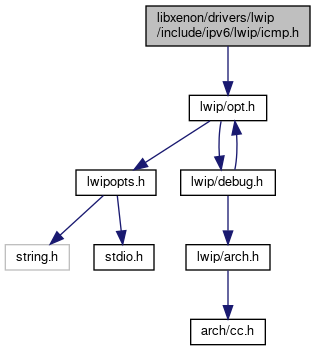 libxenon/drivers/lwip
/include/ipv6/lwip/icmp.h
lwip/opt.h
lwipopts.h
lwip/debug.h
string.h
stdio.h
lwip/arch.h
arch/cc.h